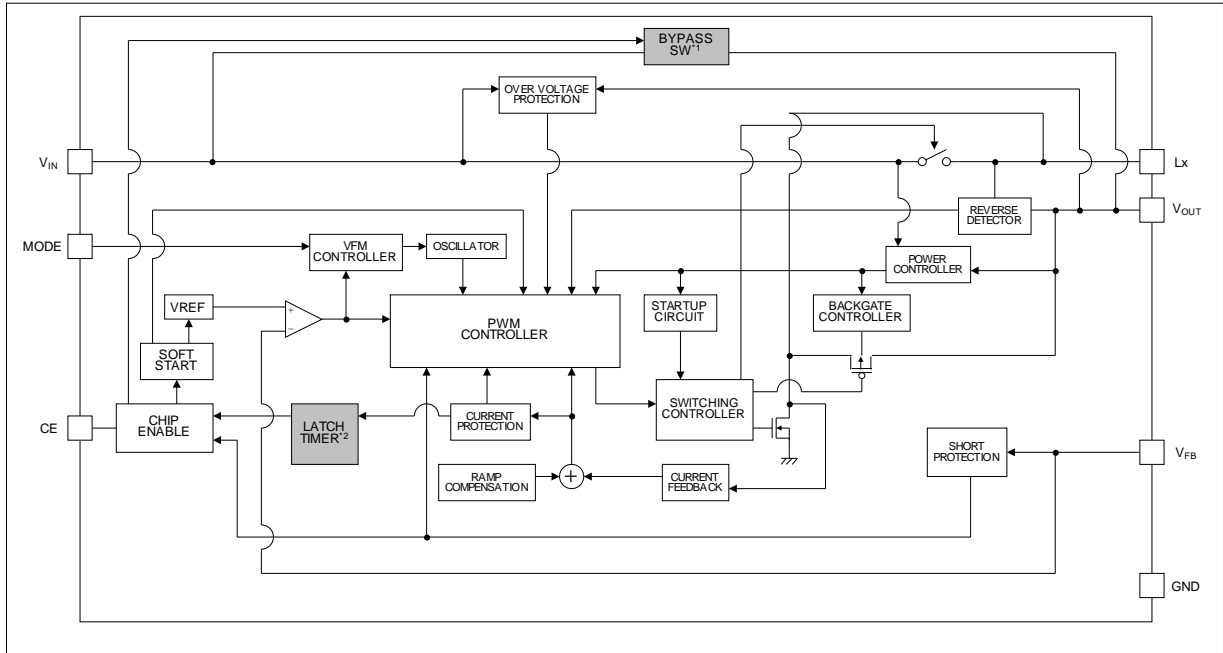 BYPASS
SW*1
OVER VOLTAGE
PROTECTION
VIN
Lx
REVERSE
DETECTOR
VOUT
MODE
VFM
CONTROLLER
OSCILLATOR
POWER
CONTROLLER
VREF
+
−
PWM
CONTROLLER
STARTUP
CIRCUIT
BACKGATE
CONTROLLER
SOFT
START
SWITCHING
CONTROLLER
CE
CHIP
ENABLE
LATCH
TIMER*2
CURRENT
PROTECTION
SHORT
PROTECTION
VFB
RAMP
COMPENSATION
+
CURRENT
FEEDBACK
GND